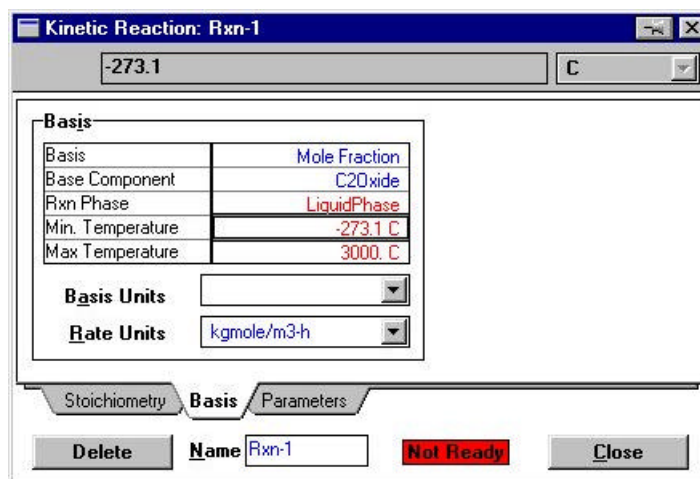 Kinetic Reaction: Rxn-1
-273.1 C
Basis
Basis Mole Fraction
Base Component C2Oxide
Rxn Phase LiquidPhase
Min. Temperature -273.1 C
Max Temperature 3000. C
Basis Units
Rate Units kgmole/m3-h
Stoichiometry Basis Parameters
Delete Name Rxn-1 Not Ready Close